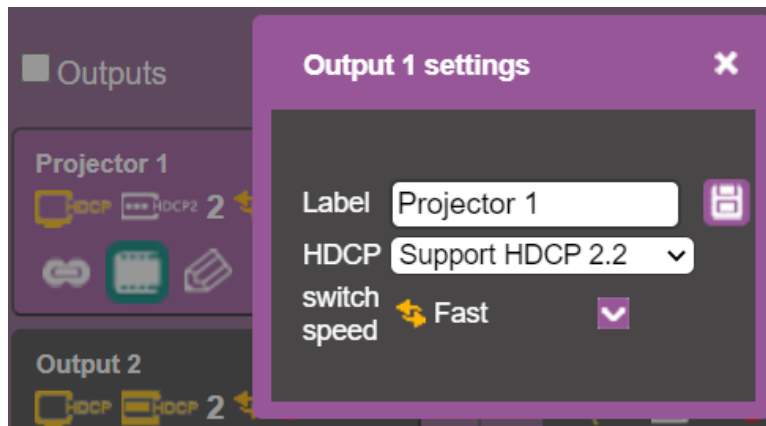 Outputs
Output 1 settings
Projector 1
HDCP HDCP2 2
Label Projector 1
HDCP Support HDCP 2.2
switch speed
Fast
Output 2
HDCP HDCP 2